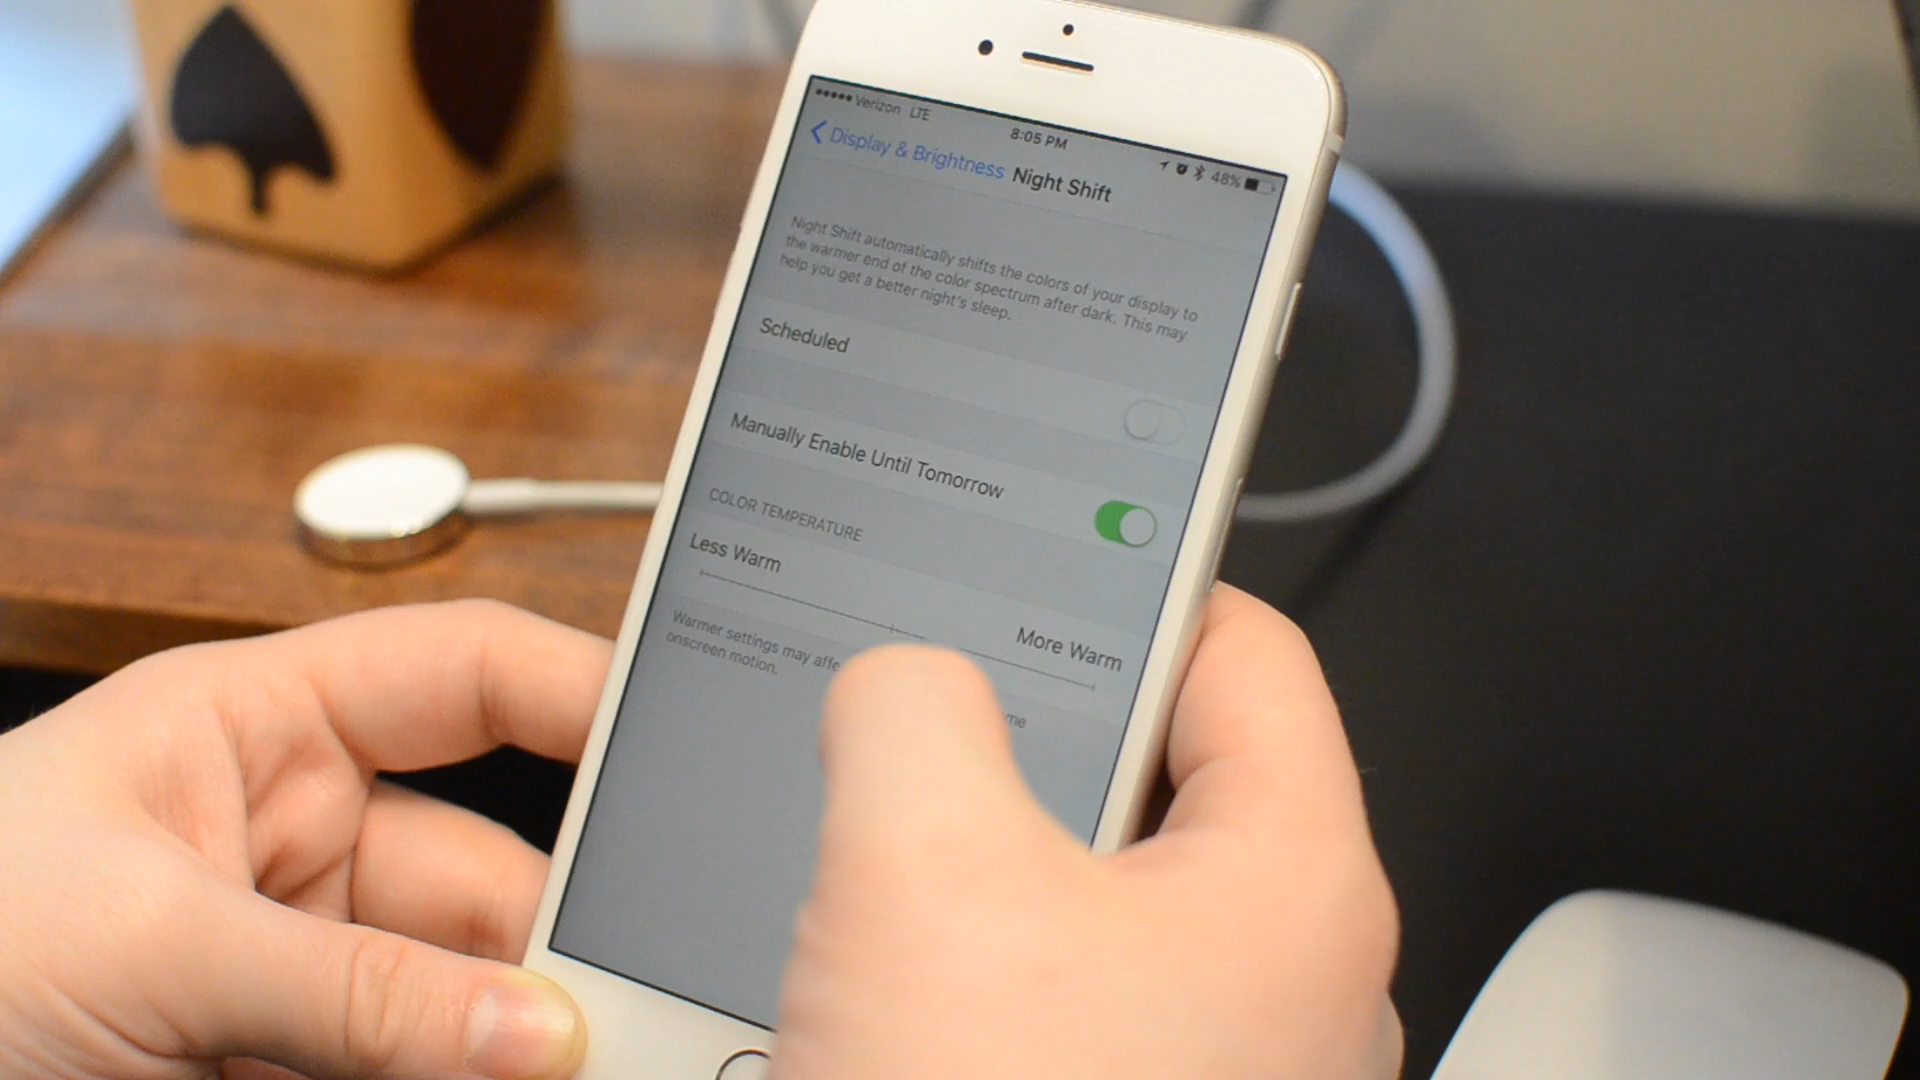 Verizon LTE 8:05 PM 48%
Display & Brightness Night Shift
Night Shift automatically shifts the colors of your display to
the warmer end of the color spectrum after dark. This may
help you get a better night's sleep.
Scheduled
Manually Enable Until Tomorrow
COLOR TEMPERATURE
Less Warm More Warm
Warmer settings may
onscreen motion.